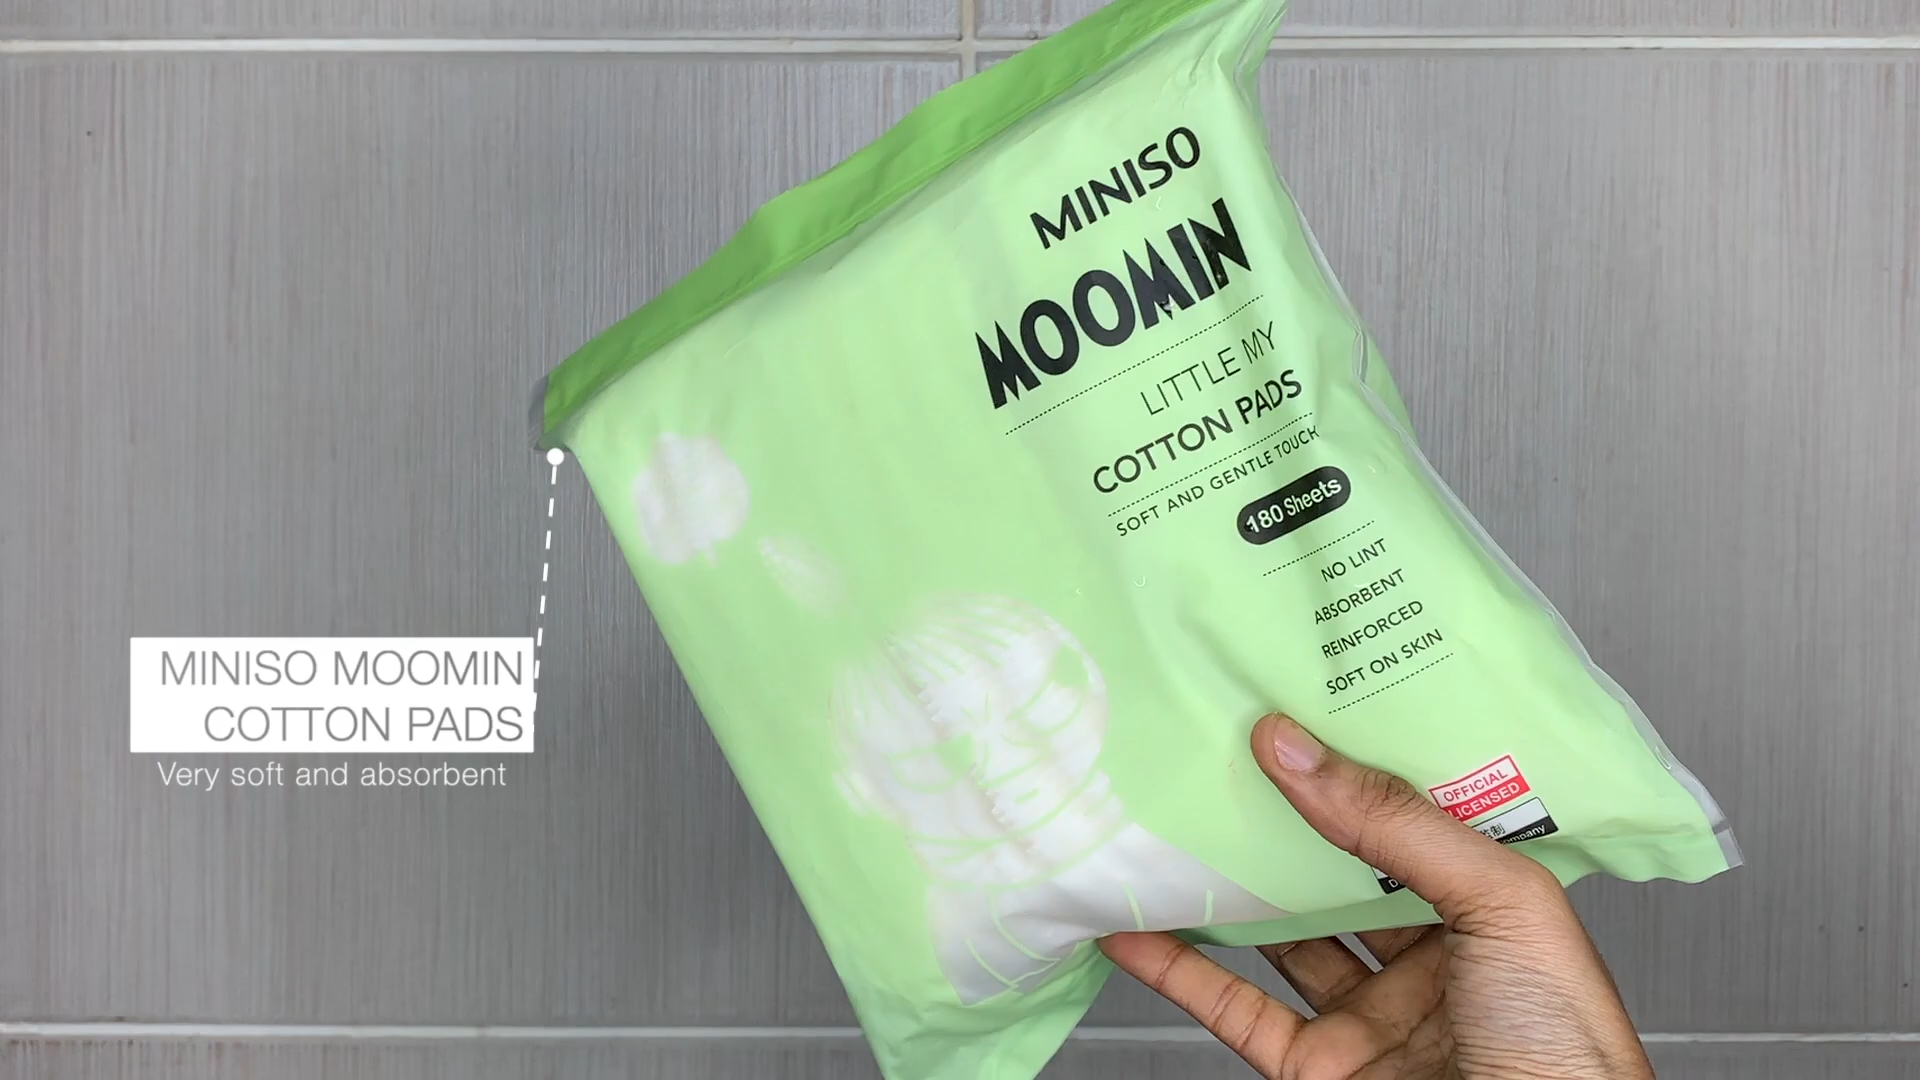 MINISO
MOOMIN
LITTLE MY
COTTON PADS
SOFT AND GENTLE TOUCH
180 Sheets
NO LINT
ABSORBENT
REINFORCED
SOFT ON SKIN
OFFICIAL
LICENSED
MINISO MOOMIN
COTTON PADS
Very soft and absorbent